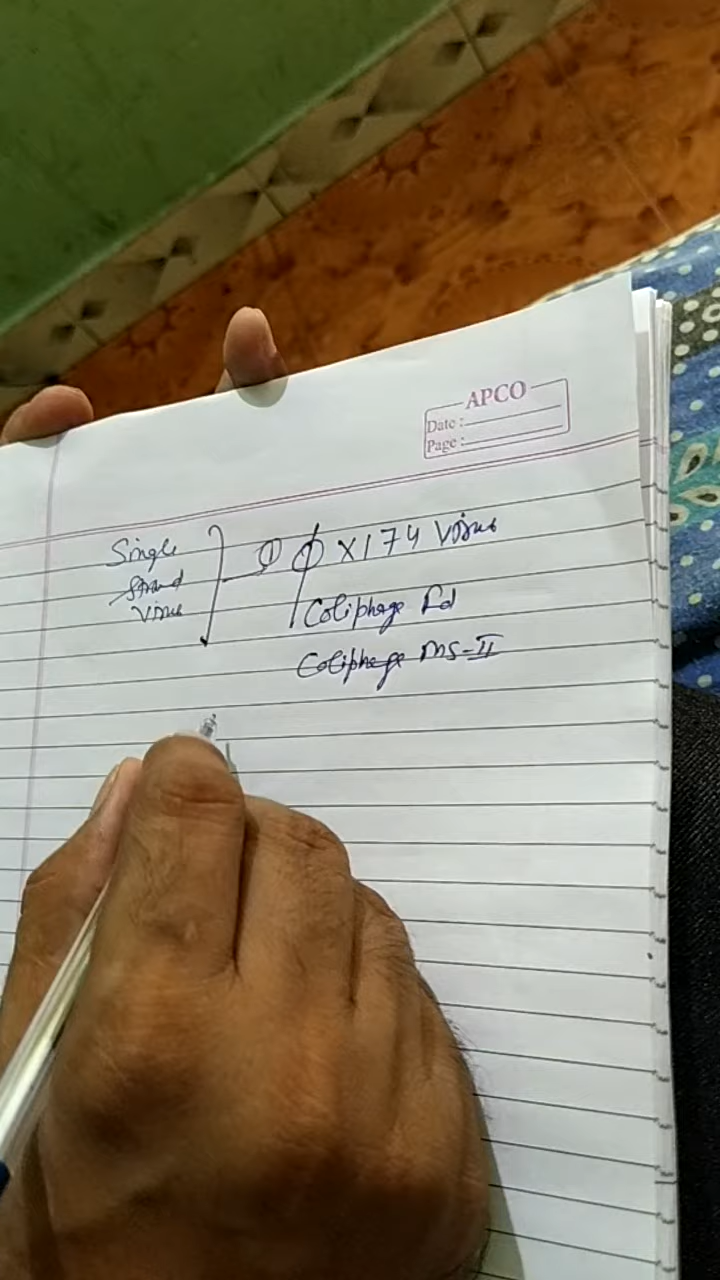 APCO
Date :
Page :
Single
Strand
Virus
① ϕ X174 Virus
Coliphage fd
Coliphage MS-II